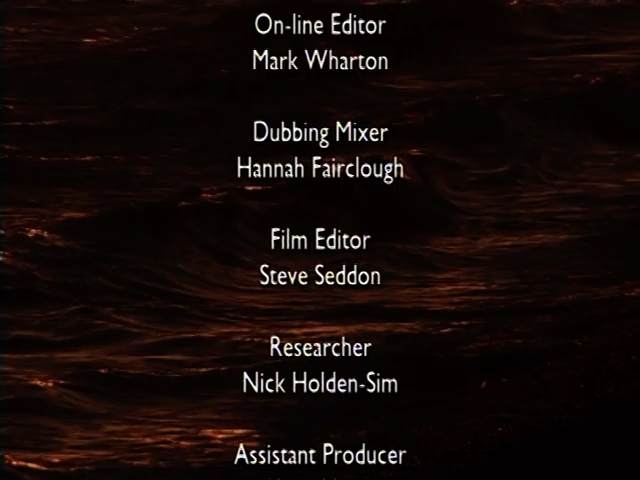 On-line Editor
Mark Wharton
Dubbing Mixer
Hannah Fairclough
Film Editor
Steve Seddon
Researcher
Nick Holden-Sim
Assistant Producer